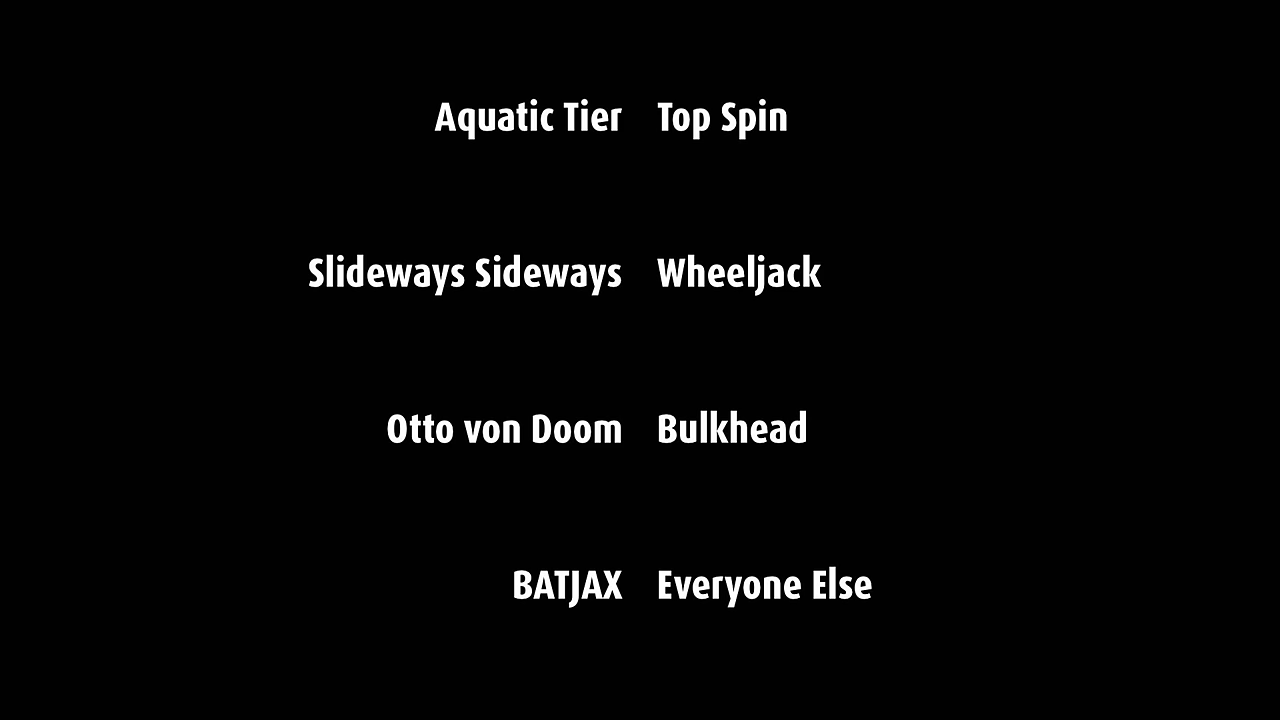 Aquatic Tier Top Spin
Slideways Sideways Wheeljack
Otto von Doom Bulkhead
BATJAX Everyone Else